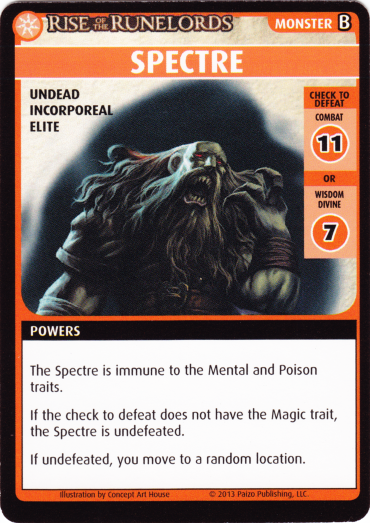 RISE OF THE RUNELORDS
MONSTER B
SPECTRE
UNDEAD
INCORPOREAL
ELITE
CHECK TO
DEFEAT
COMBAT
11
OR
WISDOM
DIVINE
7
POWERS
The Spectre is immune to the Mental and Poison
traits.
If the check to defeat does not have the Magic trait,
the Spectre is undefeated.
If undefeated, you move to a random location.
Illustration by Concept Art House © 2013 Paizo Publishing, LLC.